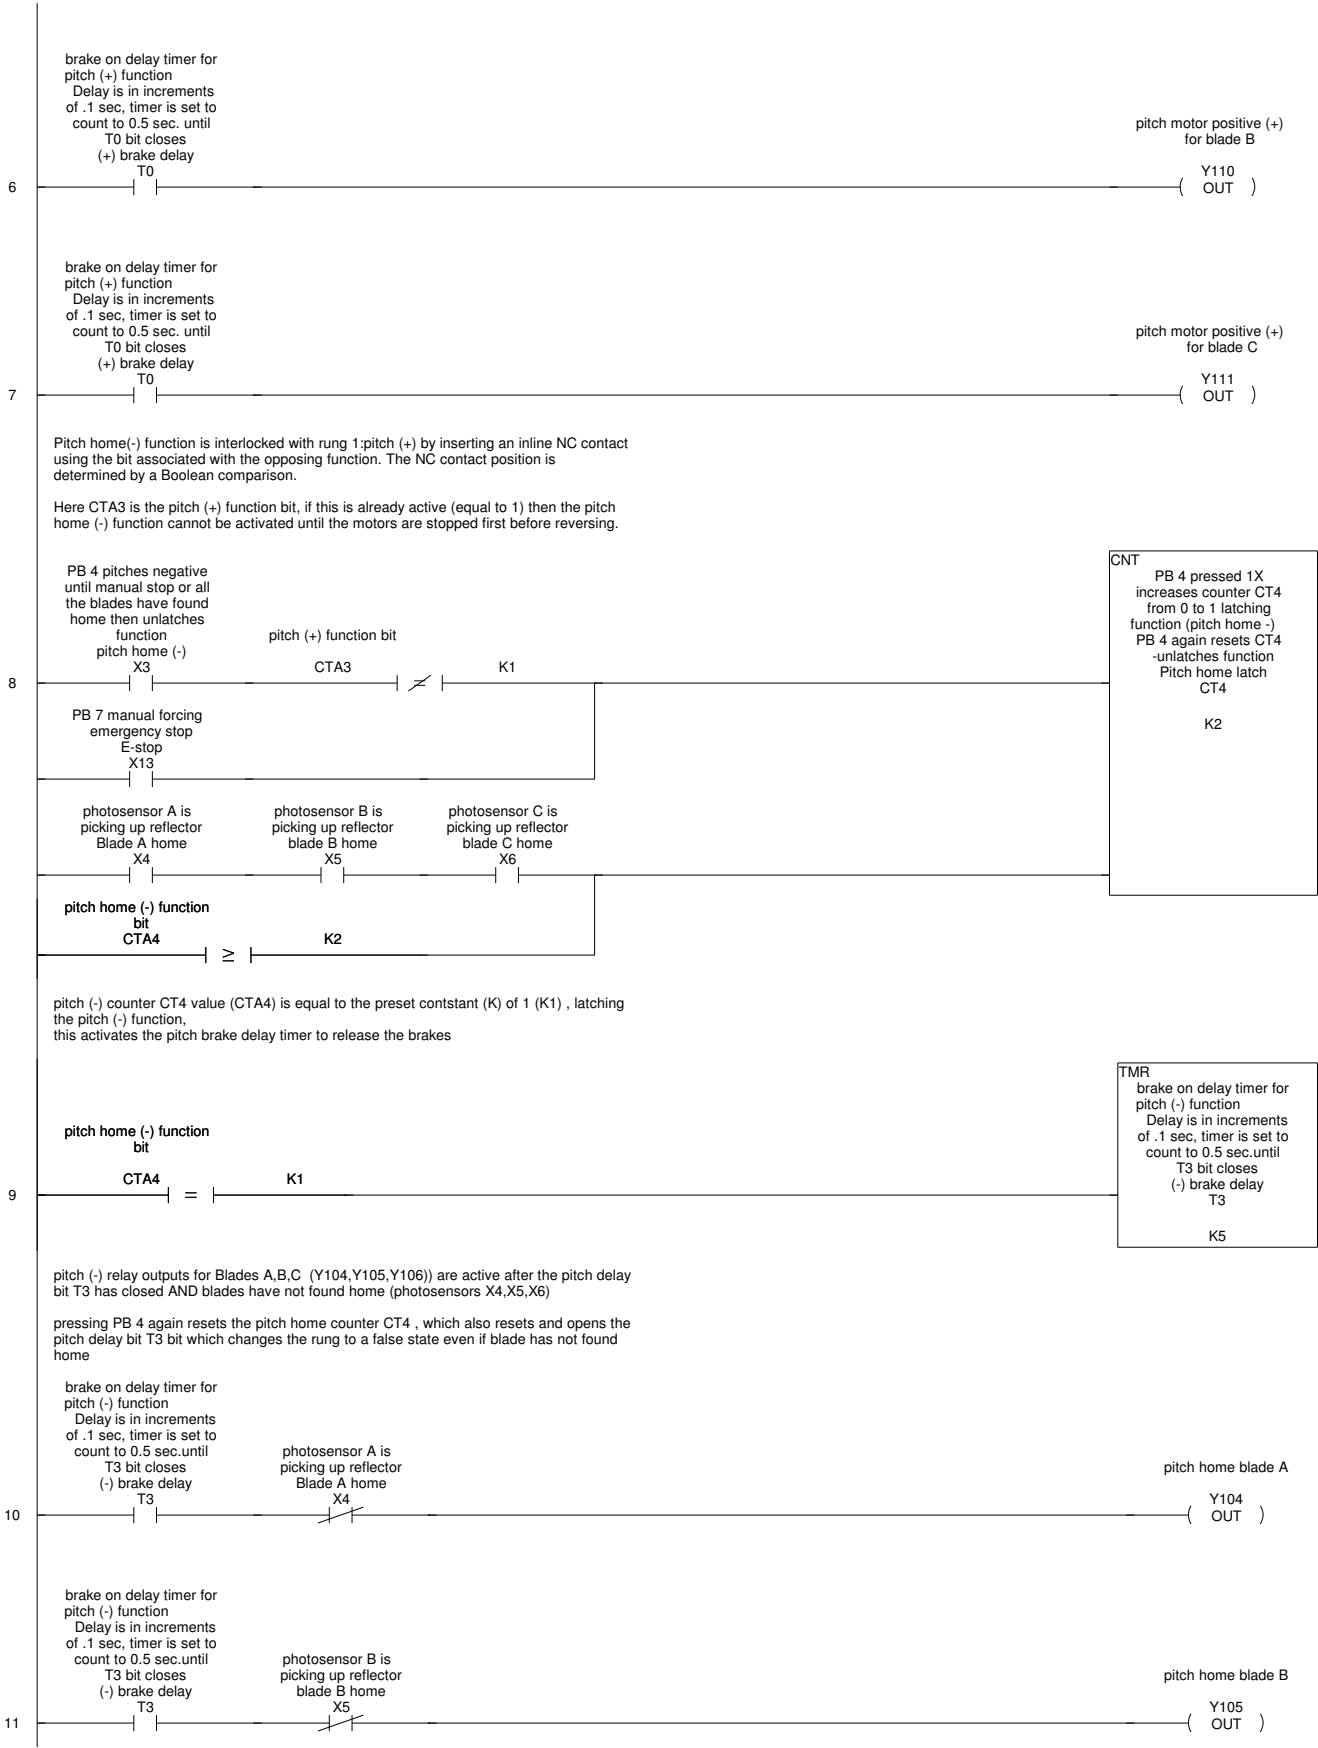 brake on delay timer for
pitch (+) function
Delay is in increments
of .1 sec, timer is set to
count to 0.5 sec. until
T0 bit closes
(+) brake delay
T0
pitch motor positive (+)
for blade B
Y110
OUT
6
brake on delay timer for
pitch (+) function
Delay is in increments
of .1 sec, timer is set to
count to 0.5 sec. until
T0 bit closes
(+) brake delay
T0
pitch motor positive (+)
for blade C
Y111
OUT
7
Pitch home(-) function is interlocked with rung 1:pitch (+) by inserting an inline NC contact
using the bit associated with the opposing function. The NC contact position is
determined by a Boolean comparison.
Here CTA3 is the pitch (+) function bit, if this is already active (equal to 1) then the pitch
home (-) function cannot be activated until the motors are stopped first before reversing.
PB 4 pitches negative
until manual stop or all
the blades have found
home then unlatches
function
pitch home (-)
X3
pitch (+) function bit
CTA3
≠
K1
8
CNT
PB 4 pressed 1X
increases counter CT4
from 0 to 1 latching
function (pitch home -)
PB 4 again resets CT4
-unlatches function
Pitch home latch
CT4
K2
PB 7 manual forcing
emergency stop
E-stop
X13
photosensor A is
picking up reflector
Blade A home
X4
photosensor B is
picking up reflector
blade B home
X5
photosensor C is
picking up reflector
blade C home
X6
pitch home (-) function
bit
CTA4
≥
K2
pitch (-) counter CT4 value (CTA4) is equal to the preset contstant (K) of 1 (K1) , latching
the pitch (-) function,
this activates the pitch brake delay timer to release the brakes
pitch home (-) function
bit
CTA4
=
K1
9
TMR
brake on delay timer for
pitch (-) function
Delay is in increments
of .1 sec, timer is set to
count to 0.5 sec.until
T3 bit closes
(-) brake delay
T3
K5
pitch (-) relay outputs for Blades A,B,C  (Y104,Y105,Y106)) are active after the pitch delay
bit T3 has closed AND blades have not found home (photosensors X4,X5,X6)
pressing PB 4 again resets the pitch home counter CT4 , which also resets and opens the
pitch delay bit T3 bit which changes the rung to a false state even if blade has not found
home
brake on delay timer for
pitch (-) function
Delay is in increments
of .1 sec, timer is set to
count to 0.5 sec.until
T3 bit closes
(-) brake delay
T3
photosensor A is
picking up reflector
Blade A home
X4
pitch home blade A
Y104
OUT
10
brake on delay timer for
pitch (-) function
Delay is in increments
of .1 sec, timer is set to
count to 0.5 sec.until
T3 bit closes
(-) brake delay
T3
photosensor B is
picking up reflector
blade B home
X5
pitch home blade B
Y105
OUT
11